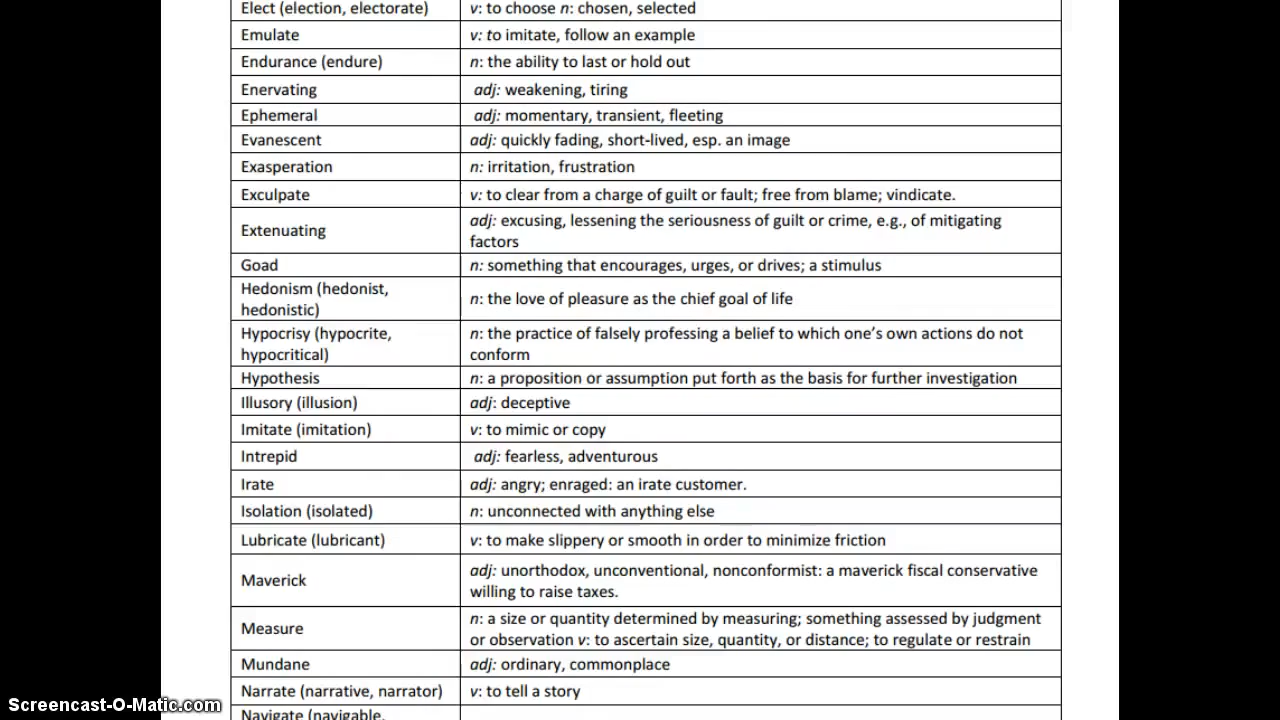 Elect (election, electorate) v: to choose n: chosen, selected
Emulate v: to imitate, follow an example
Endurance (endure) n: the ability to last or hold out
Enervating adj: weakening, tiring
Ephemeral adj: momentary, transient, fleeting
Evanescent adj: quickly fading, short-lived, esp. an image
Exasperation n: irritation, frustration
Exculpate v: to clear from a charge of guilt or fault; free from blame; vindicate.
Extenuating adj: excusing, lessening the seriousness of guilt or crime, e.g., of mitigating
factors
Goad n: something that encourages, urges, or drives; a stimulus
Hedonism (hedonist,
hedonistic) n: the love of pleasure as the chief goal of life
Hypocrisy (hypocrite, n: the practice of falsely professing a belief to which one's own actions do not
hypocritical) conform
Hypothesis n: a proposition or assumption put forth as the basis for further investigation
Illusory (illusion) adj: deceptive
Imitate (imitation) v: to mimic or copy
Intrepid adj: fearless, adventurous
Irate adj: angry; enraged: an irate customer.
Isolation (isolated) n: unconnected with anything else
Lubricate (lubricant) v: to make slippery or smooth in order to minimize friction
Maverick adj: unorthodox, unconventional, nonconformist: a maverick fiscal conservative
willing to raise taxes.
Measure n: a size or quantity determined by measuring; something assessed by judgment
or observation v: to ascertain size, quantity, or distance; to regulate or restrain
Mundane adj: ordinary, commonplace
Narrate (narrative, narrator) v: to tell a story
Navigate (navigable,
Screencast-O-Matic.com